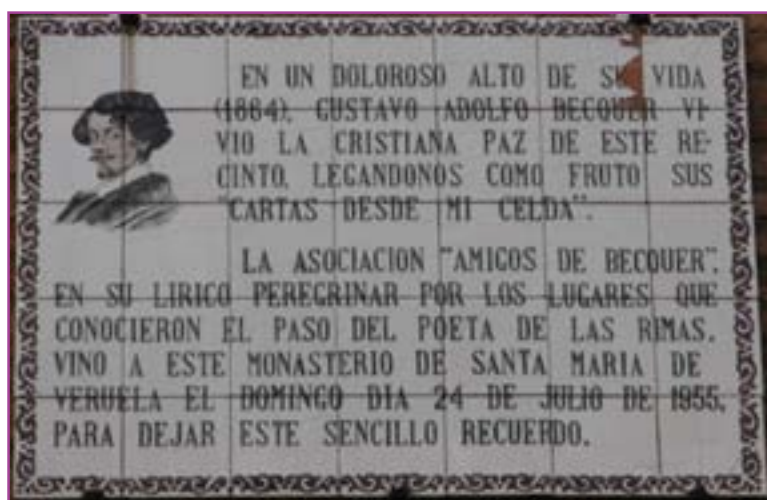 EN UN DOLOROSO ALTO DE SU VIDA
(1864), GUSTAVO ADOLFO BECQUER VI-
VIO LA CRISTIANA PAZ DE ESTE RE-
CINTO, LEGANDONOS COMO FRUTO SUS
"CARTAS DESDE MI CELDA".
LA ASOCIACION "AMIGOS DE BECQUER",
EN SU LIRICO PEREGRINAR POR LOS LUGARES QUE
CONOCIERON EL PASO DEL POETA DE LAS RIMAS,
VINO A ESTE MONASTERIO DE SANTA MARIA DE
VERUELA EL DOMINGO DIA 24 DE JULIO DE 1955,
PARA DEJAR ESTE SENCILLO RECUERDO.